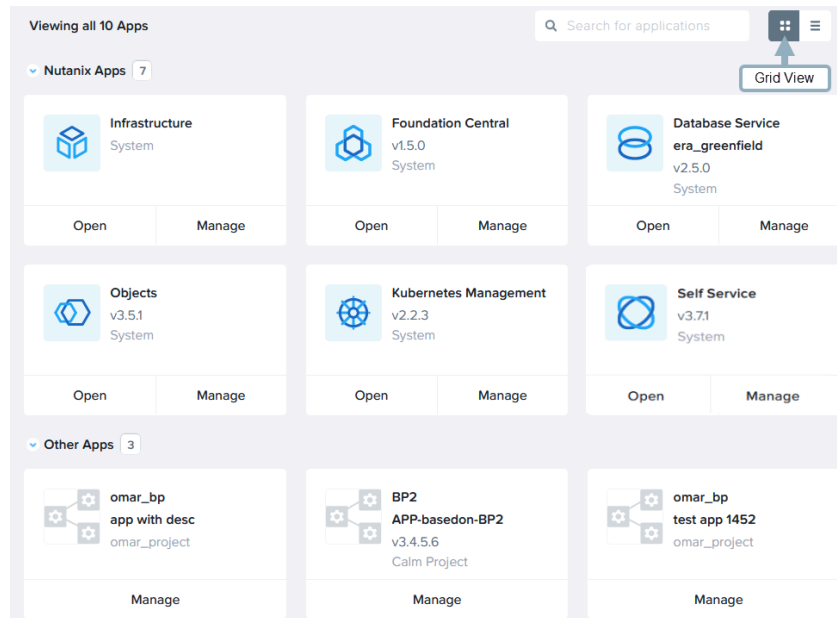 Viewing all 10 Apps
Search for applications
Grid View
Nutanix Apps 7
Infrastructure
System
Open Manage
Foundation Central
v1.5.0
System
Open Manage
Database Service
era_greenfield
v2.5.0
System
Open Manage
Objects
v3.5.1
System
Open Manage
Kubernetes Management
v2.2.3
System
Open Manage
Self Service
v3.7.1
System
Open Manage
Other Apps 3
omar_bp
app with desc
omar_project
Manage
BP2
APP-basedon-BP2
v3.4.5.6
Calm Project
Manage
omar_bp
test app 1452
omar_project
Manage